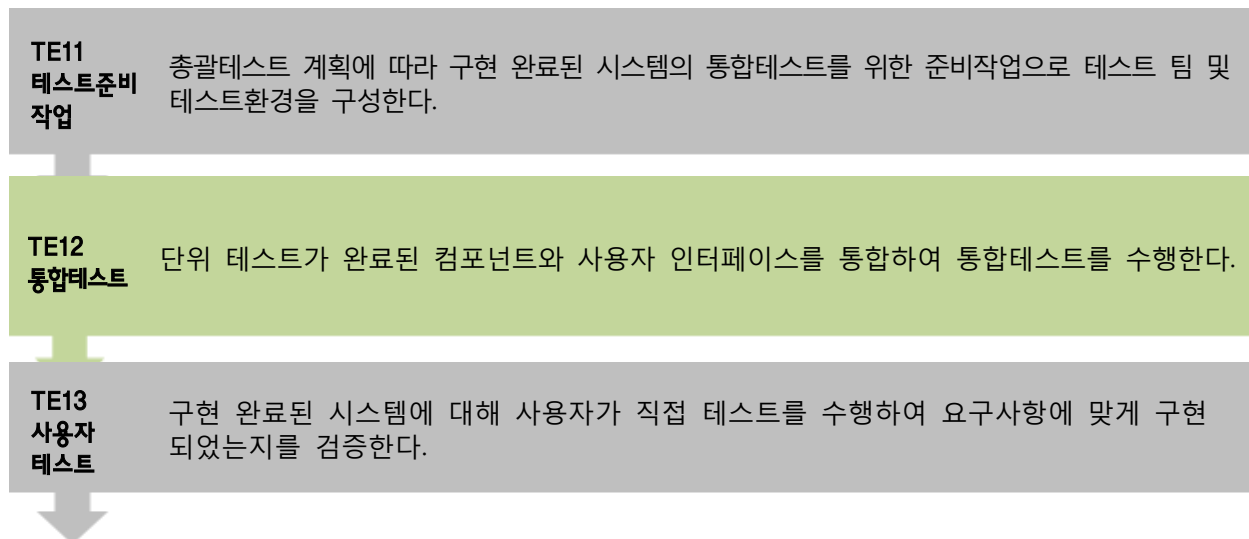 TE11
테스트준비
작업
총괄테스트 계획에 따라 구현 완료된 시스템의 통합테스트를 위한 준비작업으로 테스트 팀 및
테스트환경을 구성한다.
TE12
통합테스트
단위 테스트가 완료된 컴포넌트와 사용자 인터페이스를 통합하여 통합테스트를 수행한다.
TE13
사용자
테스트
구현 완료된 시스템에 대해 사용자가 직접 테스트를 수행하여 요구사항에 맞게 구현
되었는지를 검증한다.